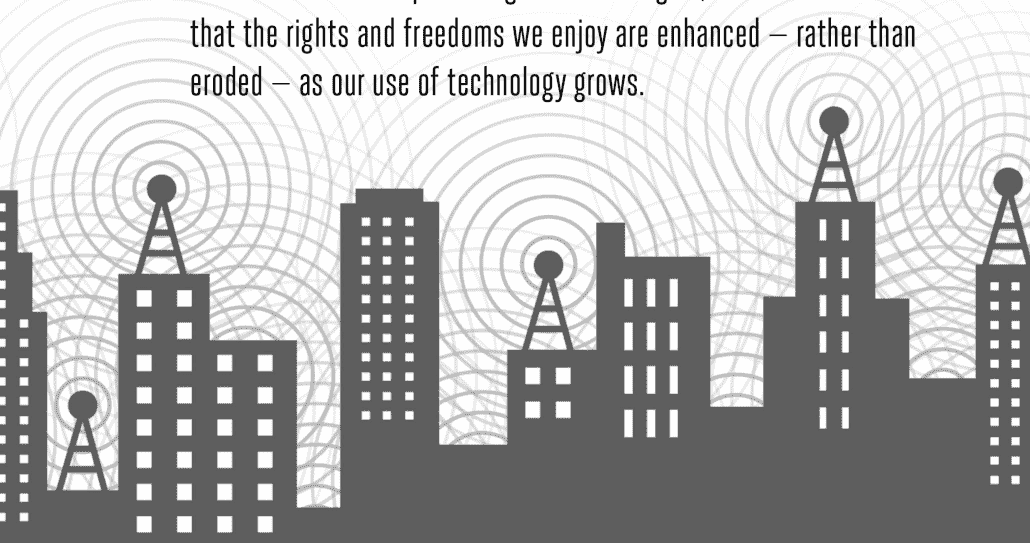 that the rights and freedoms we enjoy are enhanced – rather than
eroded – as our use of technology grows.